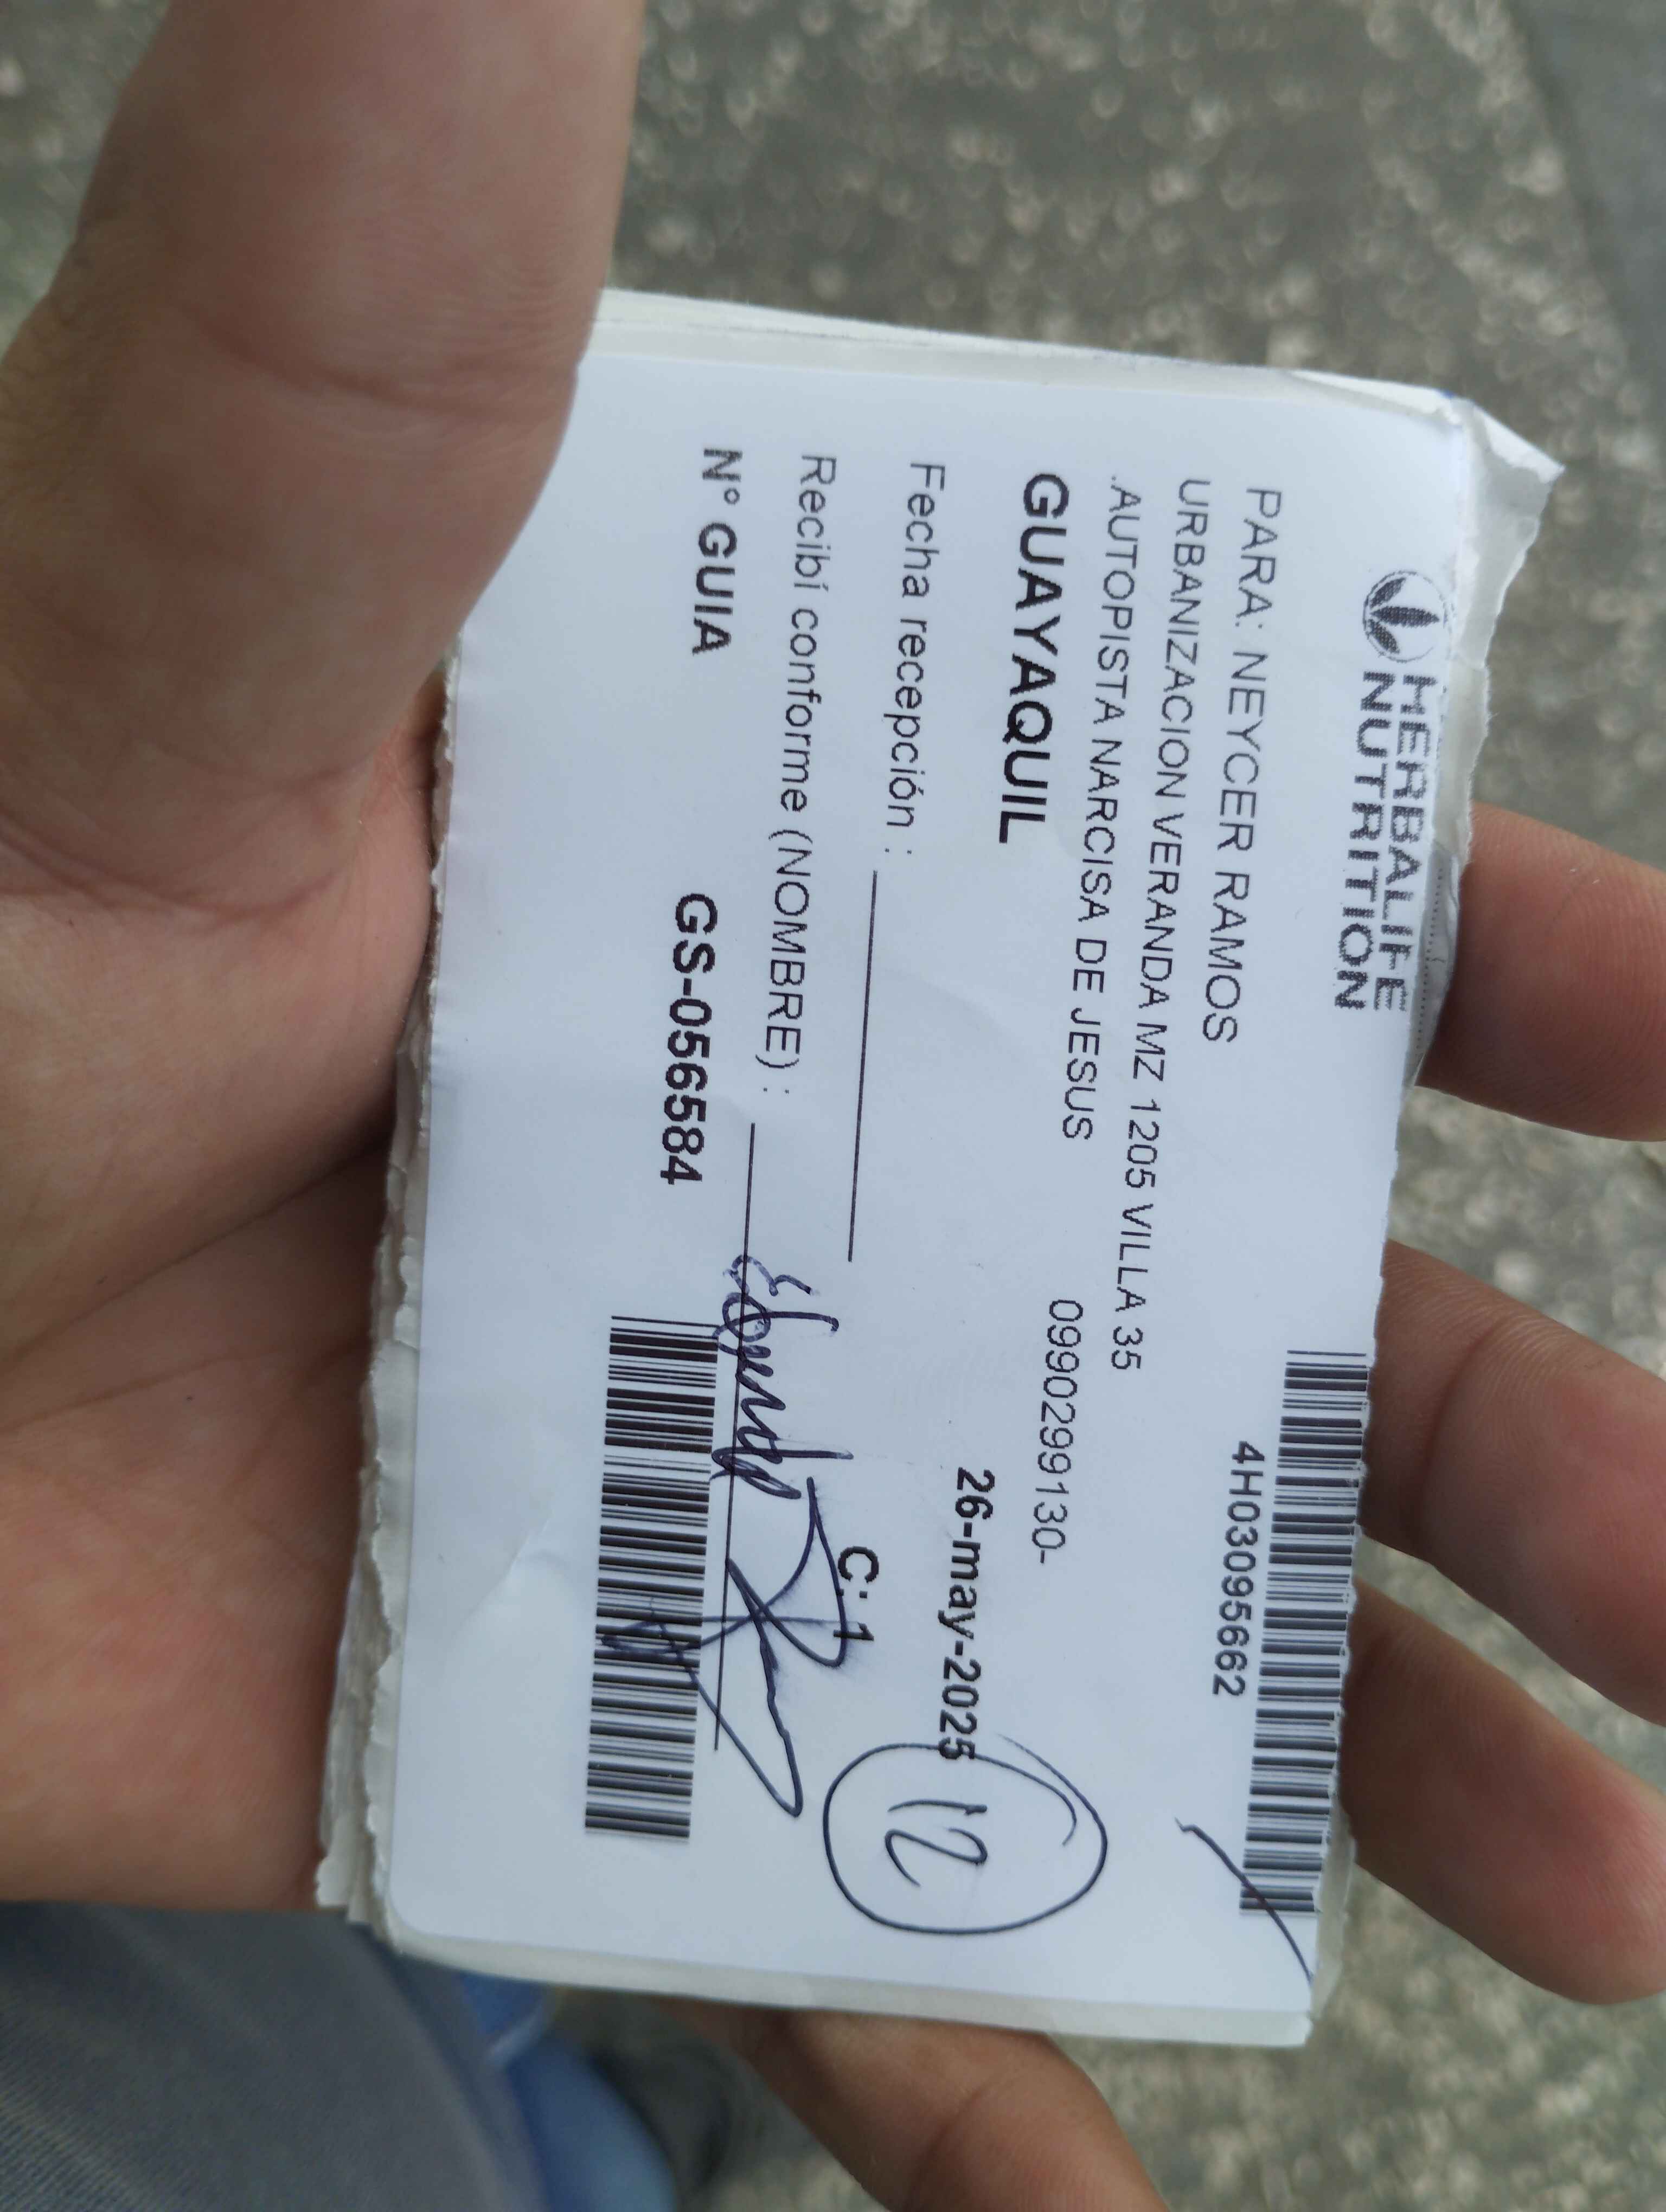 HERBALIFE
NUTRITION
4H03095662
PARA: NEYCER RAMOS
URBANIZACION VERANDA MZ 1205 VILLA 35
.AUTOPISTA NARCISA DE JESUS
0990299130-
GUAYAQUIL
26-may-2025
12
Fecha recepción :
C: 1
Recibí conforme (NOMBRE) :
N° GUIA GS-056584